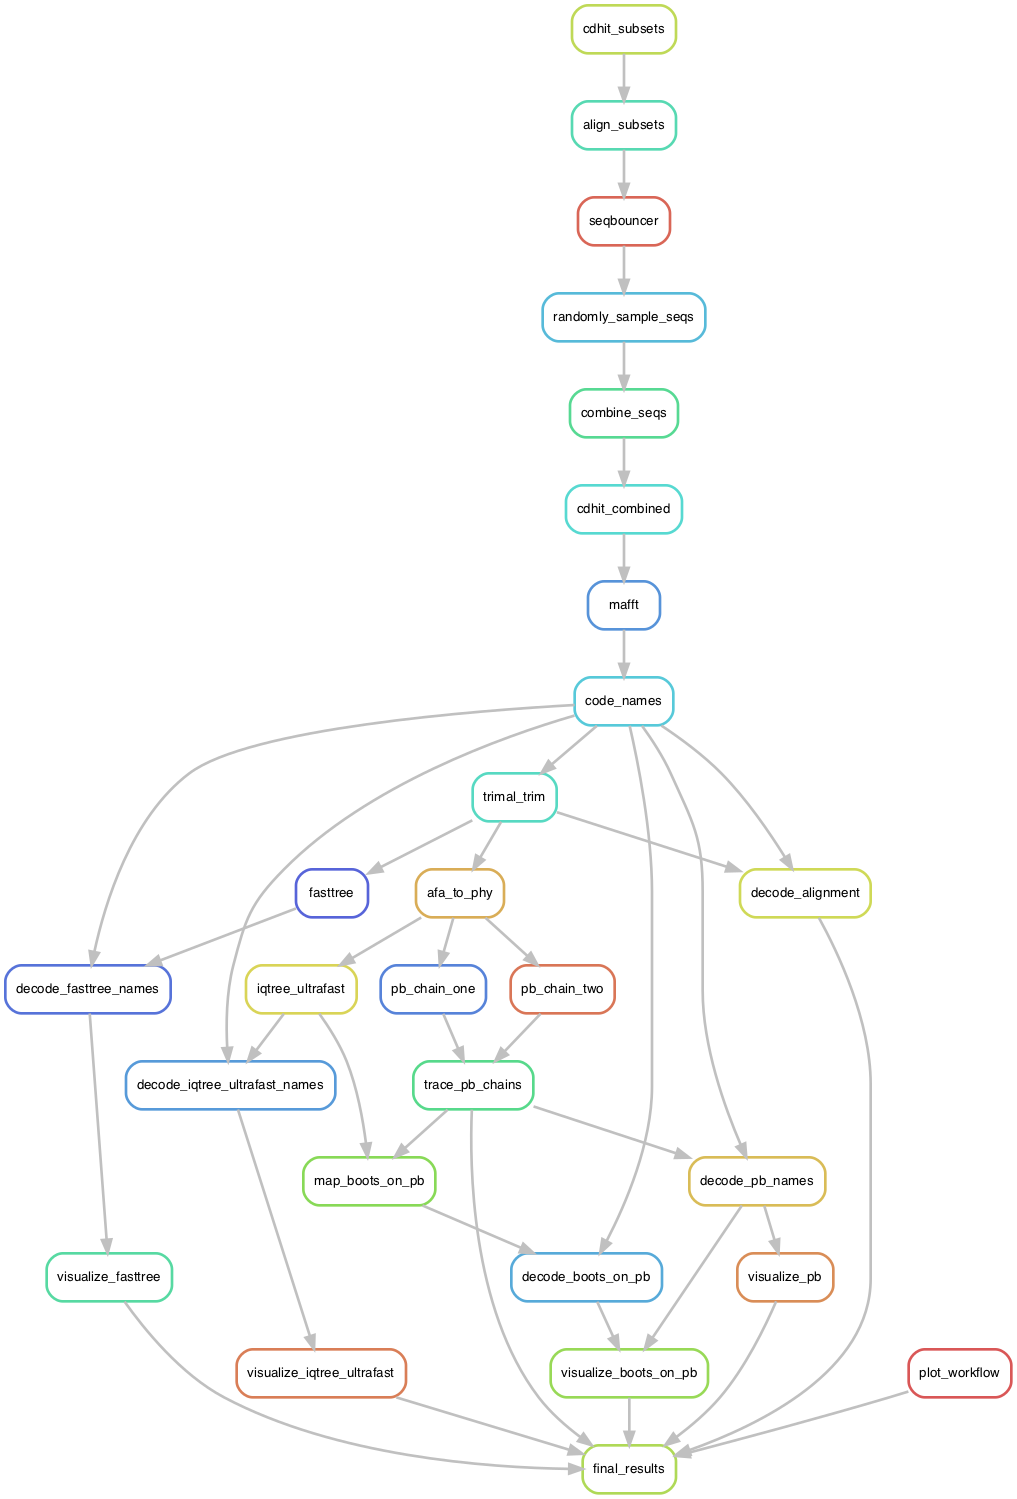 cdhit_subsets
align_subsets
seqbouncer
randomly_sample_seqs
combine_seqs
cdhit_combined
mafft
code_names
trimal_trim
fasttree
afa_to_phy
decode_alignment
decode_fasttree_names
iqtree_ultrafast
pb_chain_one
pb_chain_two
decode_iqtree_ultrafast_names
trace_pb_chains
map_boots_on_pb
decode_pb_names
visualize_fasttree
decode_boots_on_pb
visualize_pb
visualize_iqtree_ultrafast
visualize_boots_on_pb
plot_workflow
final_results